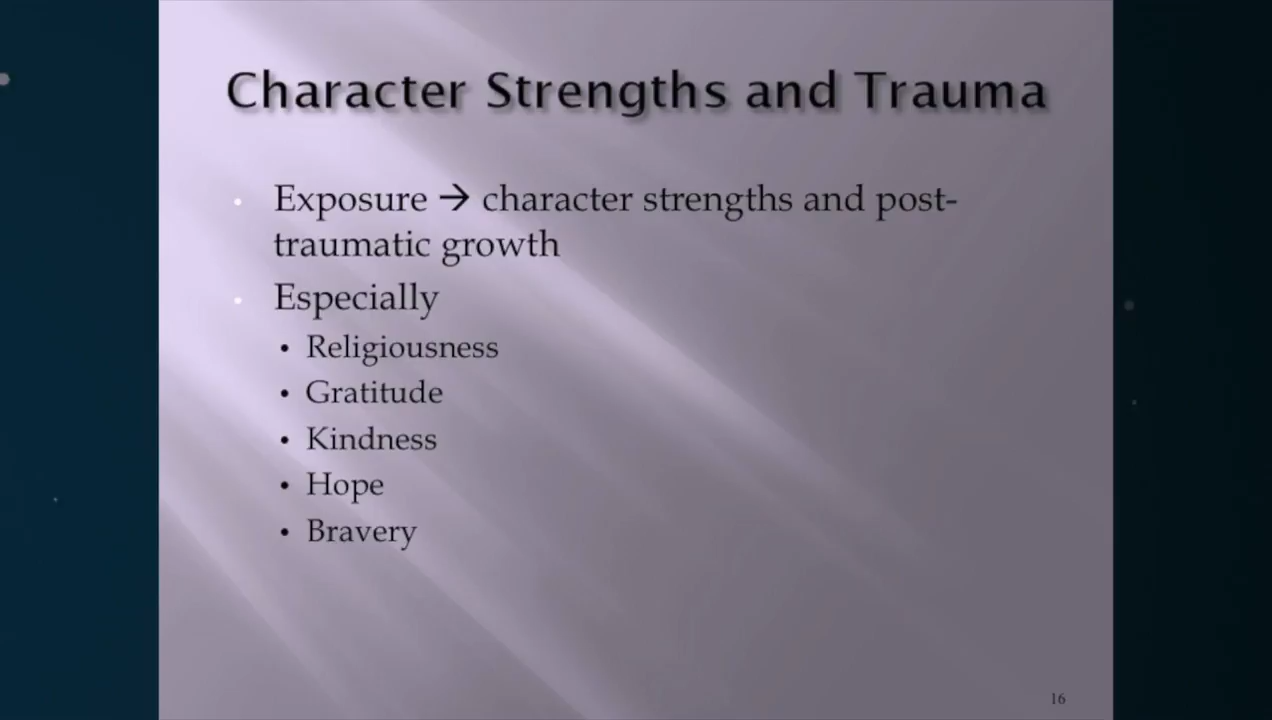 Character Strengths and Trauma
• Exposure → character strengths and post-
traumatic growth
• Especially
• Religiousness
• Gratitude
• Kindness
• Hope
• Bravery
16